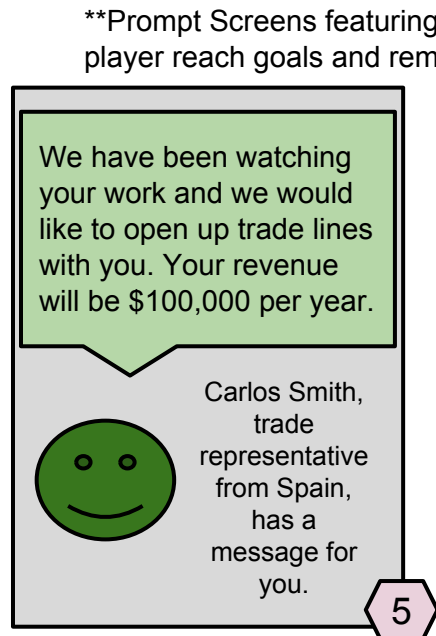 **Prompt Screens featuring
player reach goals and rem
We have been watching
your work and we would
like to open up trade lines
with you. Your revenue
will be $100,000 per year.
Carlos Smith,
trade
representative
from Spain,
has a
message for
you.
5